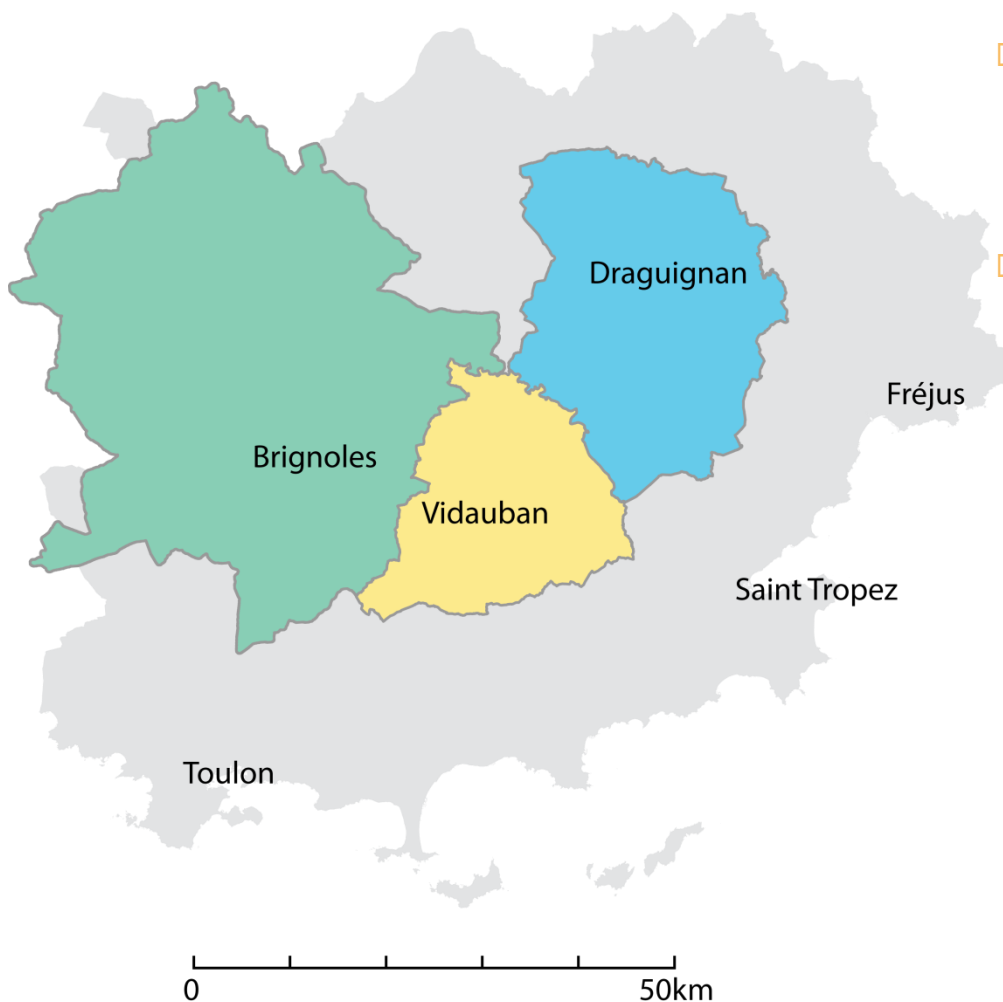 Draguignan
Fréjus
Brignoles
Vidauban
Saint Tropez
Toulon
0 50km